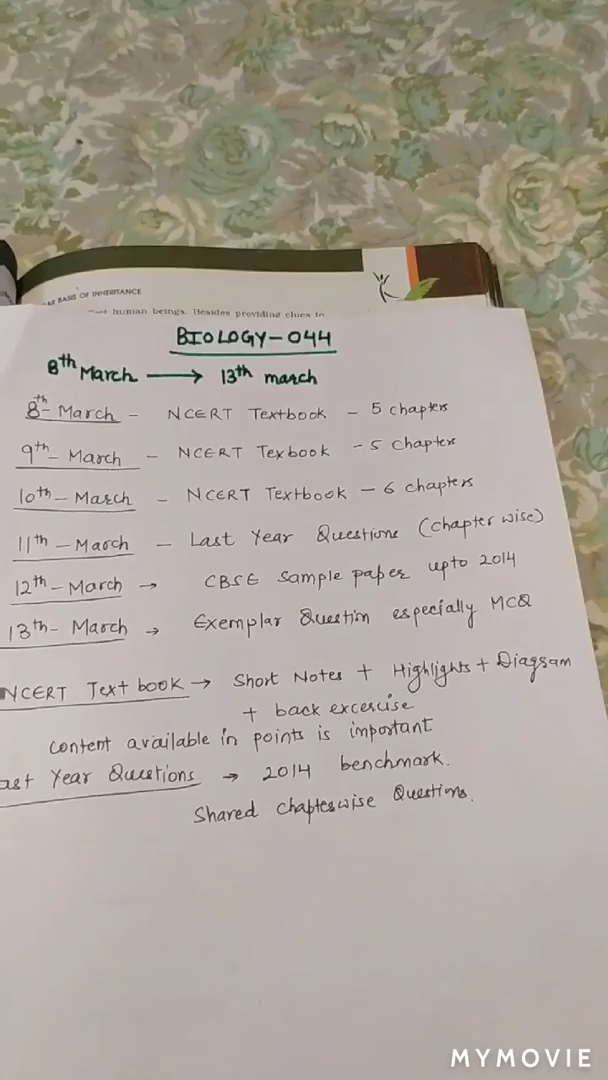 BASIS OF INHERITANCE
human beings. Besides providing clues to
BIOLOGY-044
8th March → 13th march
8th March - NCERT Textbook - 5 chapters
9th-March - NCERT Texbook - 5 chapters
10th-March - NCERT Textbook - 6 chapters
11th-March - Last Year Questions (chapter wise)
12th-March → CBSE Sample paper upto 2014
13th-March → Exemplar Question especially MCQ
NCERT Text book → Short Notes + Highlights + Diagram
+ back excercise
content available in points is important
ast Year Questions → 2014 benchmark.
Shared chapterwise Questions.
MYMOVIE